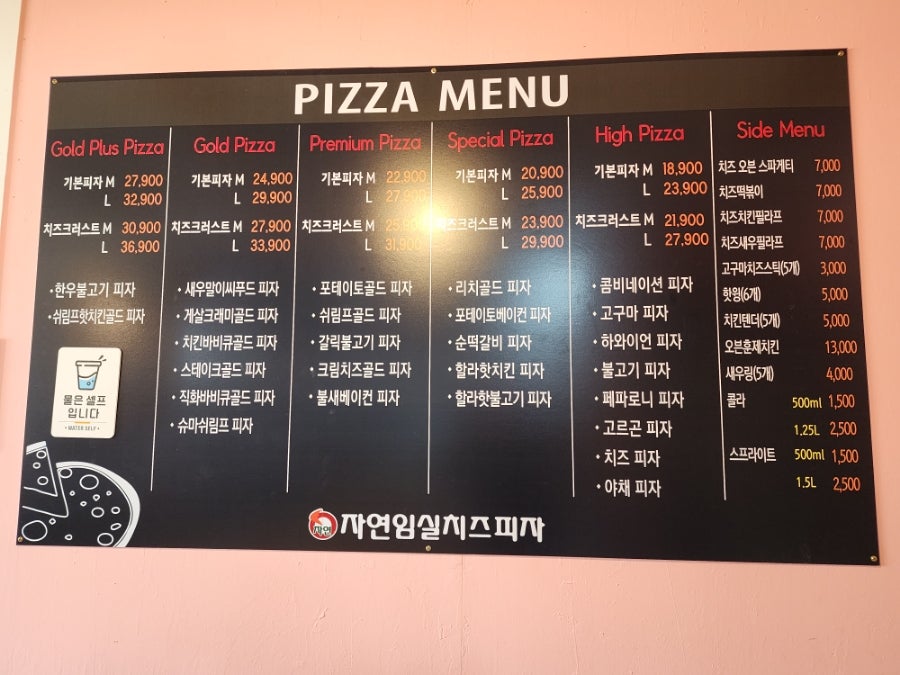 PIZZA MENU
Gold Plus Pizza
기본피자 M 27,900
L 32,900
치즈크러스트 M 30,900
L 36,900
• 한우불고기 피자
• 쉬림프핫치킨골드 피자
물은 셀프
입니다
• WATER SELF •
Gold Pizza
기본피자 M 24,900
L 29,900
치즈크러스트 M 27,900
L 33,900
• 새우말이씨푸드 피자
• 게살크래미골드 피자
• 치킨바비큐골드 피자
• 스테이크골드 피자
• 직화바비큐골드 피자
• 슈마쉬림프 피자
Premium Pizza
기본피자 M 22,900
L 27,900
치즈크러스트 M 25,900
L 31,900
• 포테이토골드 피자
• 쉬림프골드 피자
• 갈릭불고기 피자
• 크림치즈골드 피자
• 불새베이컨 피자
Special Pizza
기본피자 M 20,900
L 25,900
치즈크러스트 M 23,900
L 29,900
• 리치골드 피자
• 포테이트베이컨 피자
• 순떡갈비 피자
• 할라핫치킨 피자
• 할라핫불고기 피자
High Pizza
기본피자 M 18,900
L 23,900
치즈크러스트 M 21,900
L 27,900
• 콤비네이션 피자
• 고구마 피자
• 하와이언 피자
• 불고기 피자
• 페파로니 피자
• 고르곤 피자
• 치즈 피자
• 야채 피자
Side Menu
치즈 오븐 스파게티 7,000
치즈떡볶이 7,000
치즈치킨필라프 7,000
치즈새우필라프 7,000
고구마치즈스틱(5개) 3,000
핫윙(6개) 5,000
치킨텐더(5개) 5,000
오븐훈제치킨 13,000
새우링(5개) 4,000
콜라 500ml 1,500
1.25L 2,500
스프라이트 500ml 1,500
1.5L 2,500
자연
자연임실치즈피자